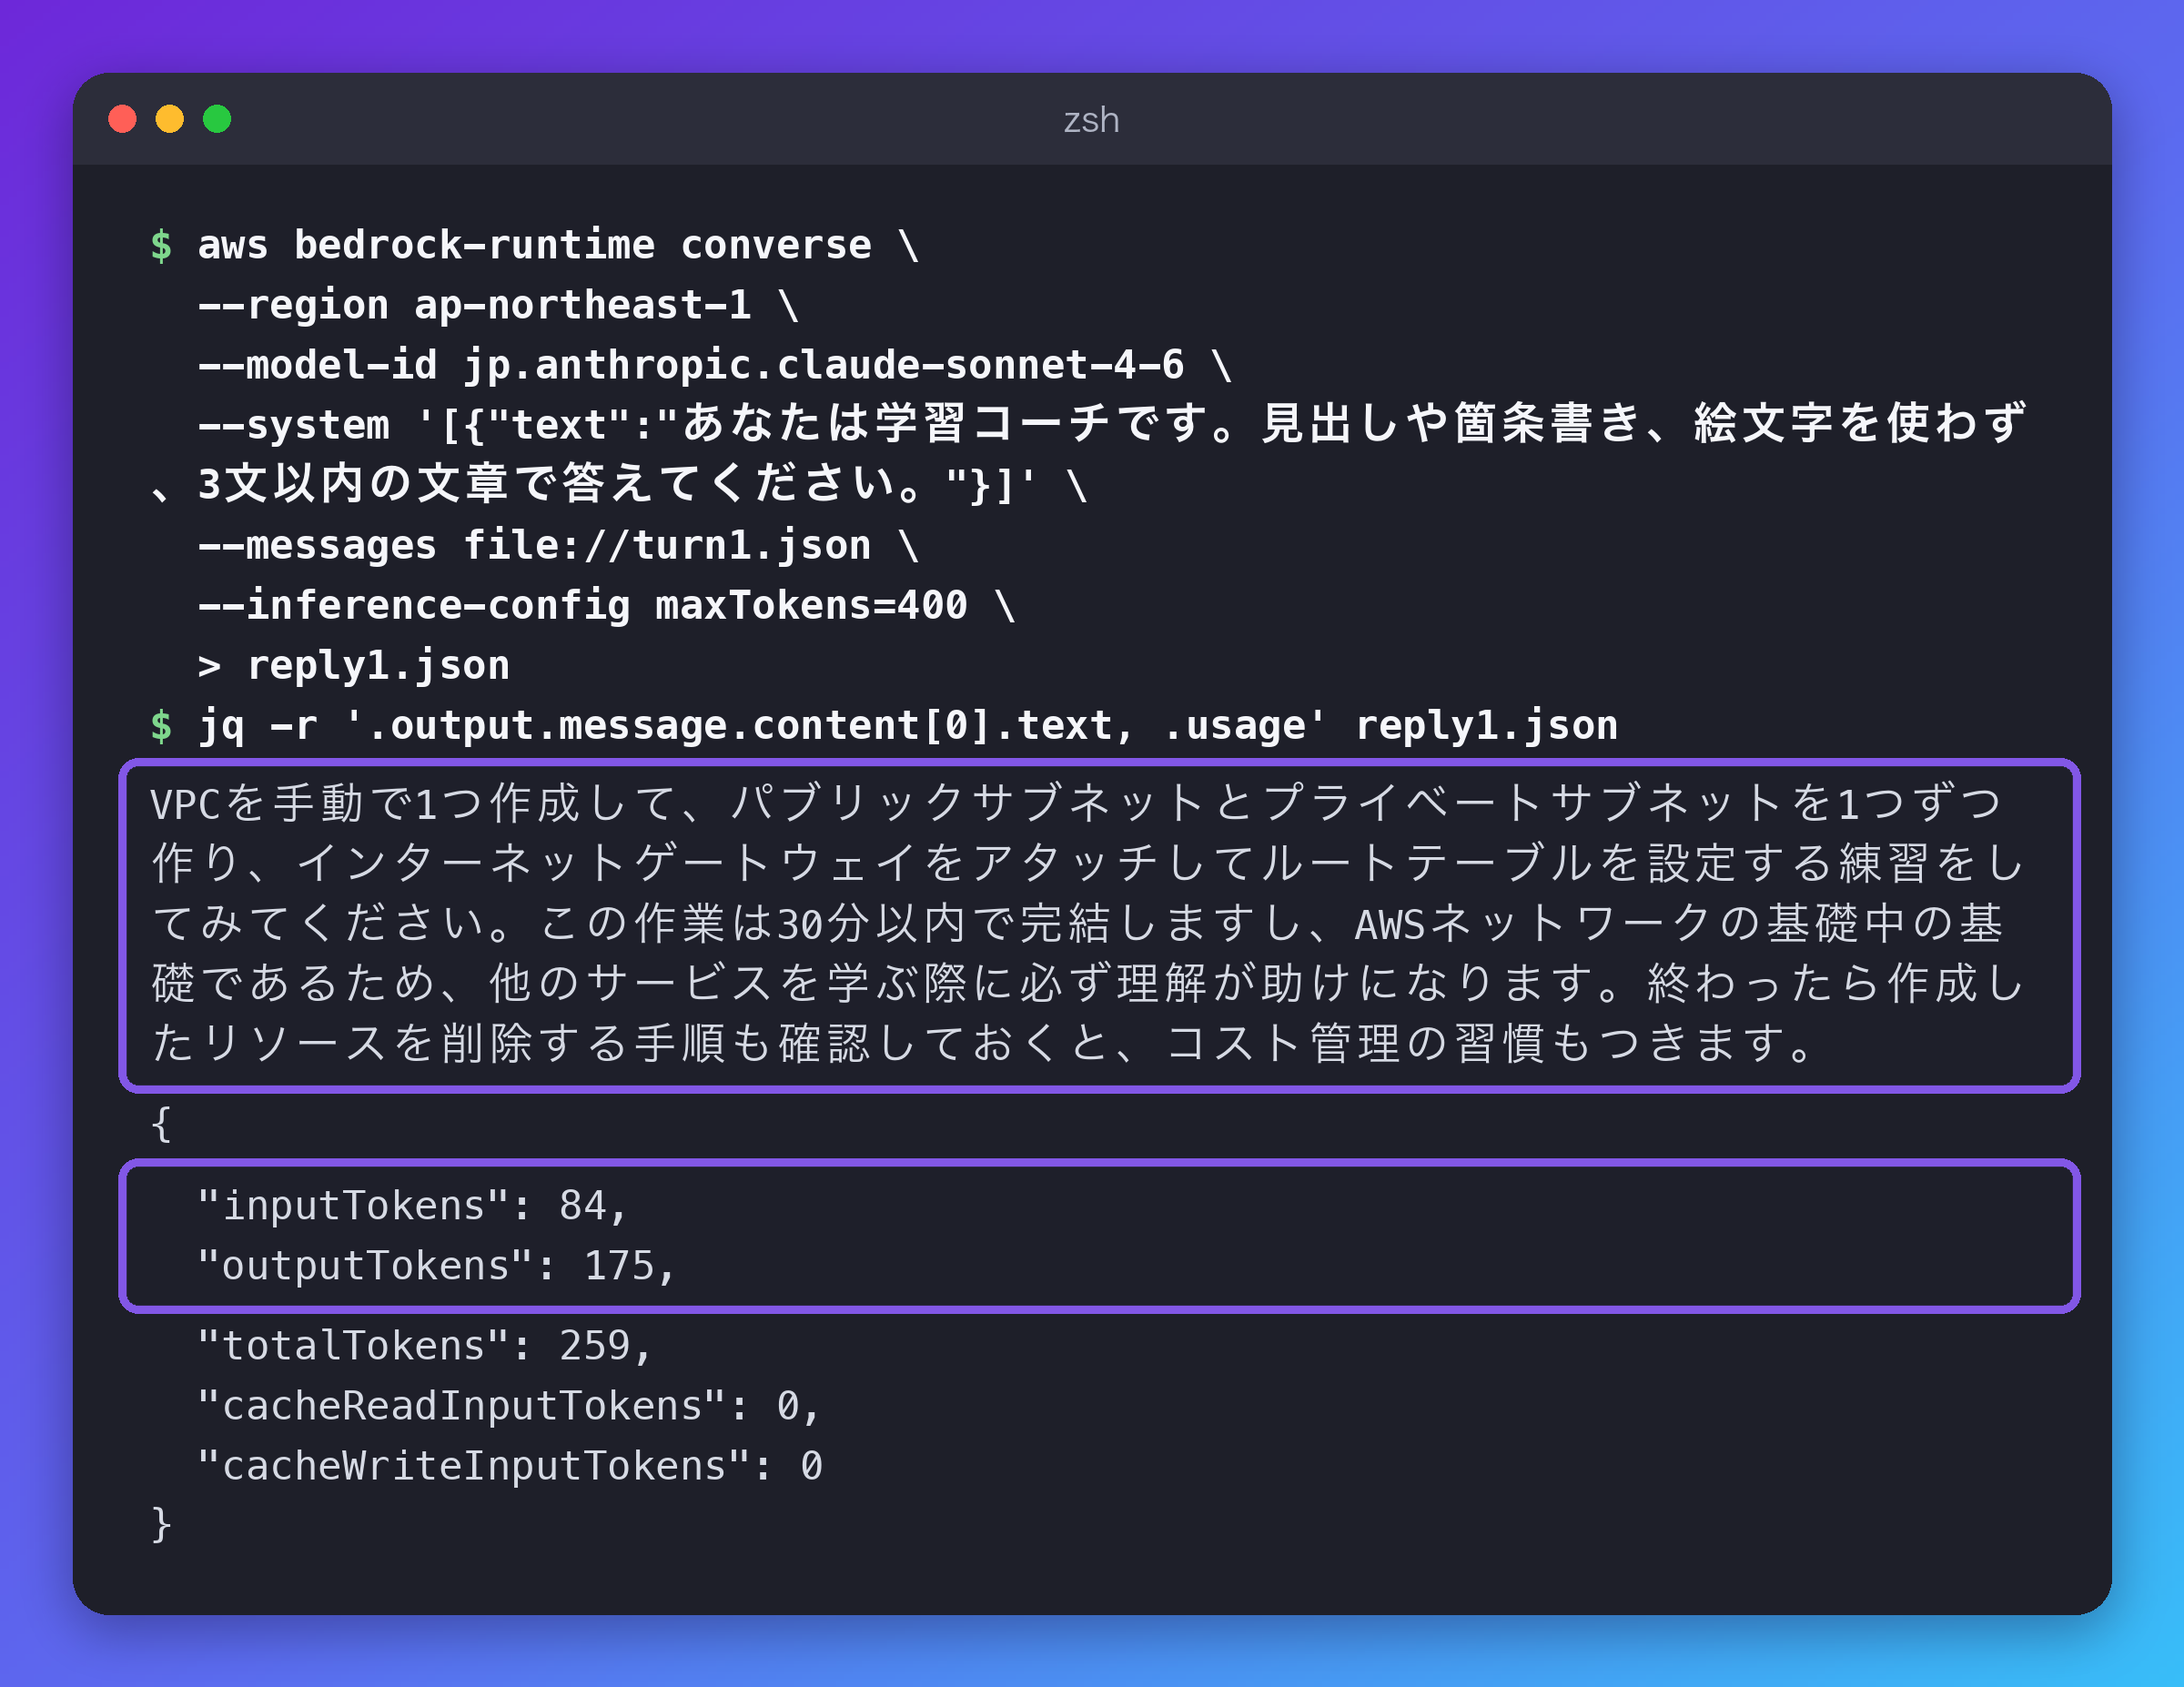 zsh
$ aws bedrock-runtime converse \
--region ap-northeast-1 \
--model-id jp.anthropic.claude-sonnet-4-6 \
--system '[{"text":"あなたは学習コーチです。見出しや箇条書き、絵文字を使わず
、3文以内の文章で答えてください。"}]' \
--messages file://turn1.json \
--inference-config maxTokens=400 \
> reply1.json
$ jq -r '.output.message.content[0].text, .usage' reply1.json
VPCを手動で1つ作成して、パブリックサブネットとプライベートサブネットを1つずつ
作り、インターネットゲートウェイをアタッチしてルートテーブルを設定する練習をし
てみてください。この作業は30分以内で完結しますし、AWSネットワークの基礎中の基
礎であるため、他のサービスを学ぶ際に必ず理解が助けになります。終わったら作成し
たリソースを削除する手順も確認しておくと、コスト管理の習慣もつきます。
{
"inputTokens": 84,
"outputTokens": 175,
"totalTokens": 259,
"cacheReadInputTokens": 0,
"cacheWriteInputTokens": 0
}